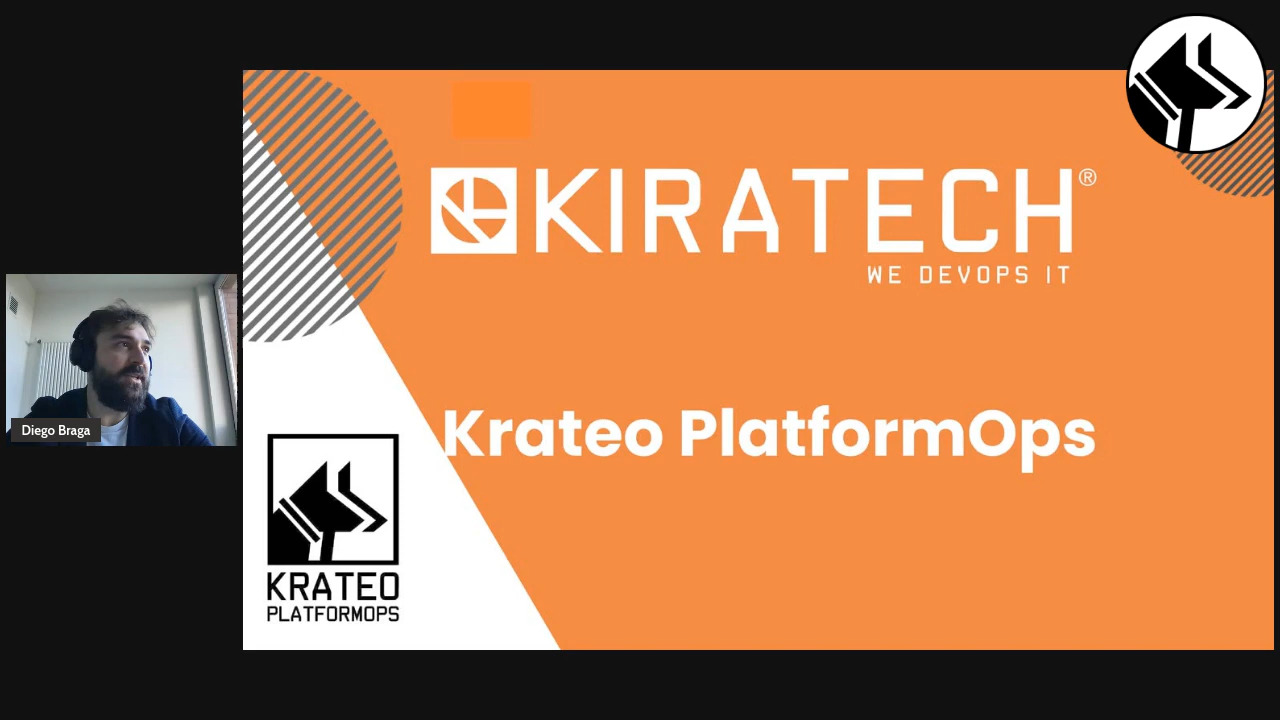 KIRATECH®
WE DEVOPS IT
Krateo PlatformOps
Diego Braga
KRATEO
PLATFORMOPS